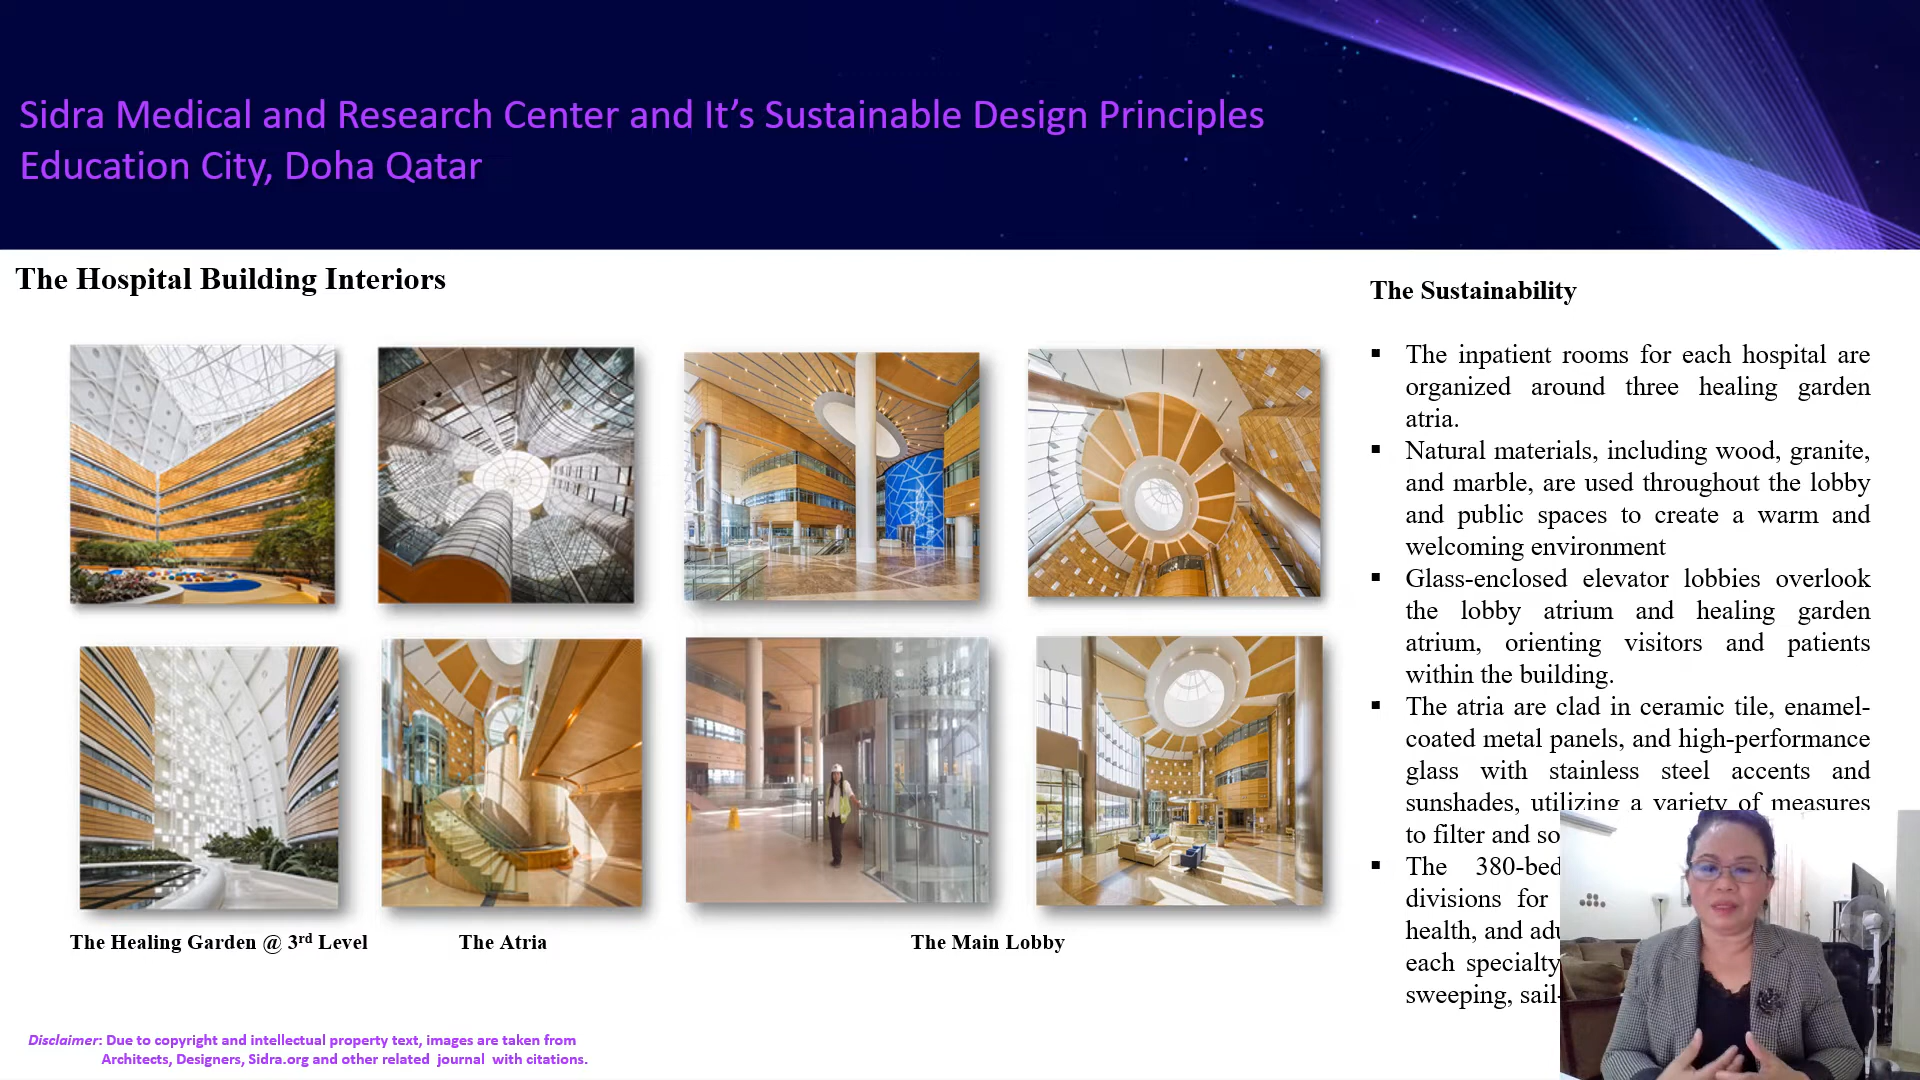 Sidra Medical and Research Center and It's Sustainable Design Principles
Education City, Doha Qatar
The Hospital Building Interiors
The Healing Garden @ 3rd Level
The Atria
The Main Lobby
The Sustainability
▪ The inpatient rooms for each hospital are
organized around three healing garden
atria.
▪ Natural materials, including wood, granite,
and marble, are used throughout the lobby
and public spaces to create a warm and
welcoming environment
▪ Glass-enclosed elevator lobbies overlook
the lobby atrium and healing garden
atrium, orienting visitors and patients
within the building.
▪ The atria are clad in ceramic tile, enamel-
coated metal panels, and high-performance
glass with stainless steel accents and
sunshades, utilizing a variety of measures
to filter and
▪ The 380-bed
divisions for
health, and
each specialty
sweeping,
Disclaimer: Due to copyright and intellectual property text, images are taken from
Architects, Designers, Sidra.org and other related journal with citations.